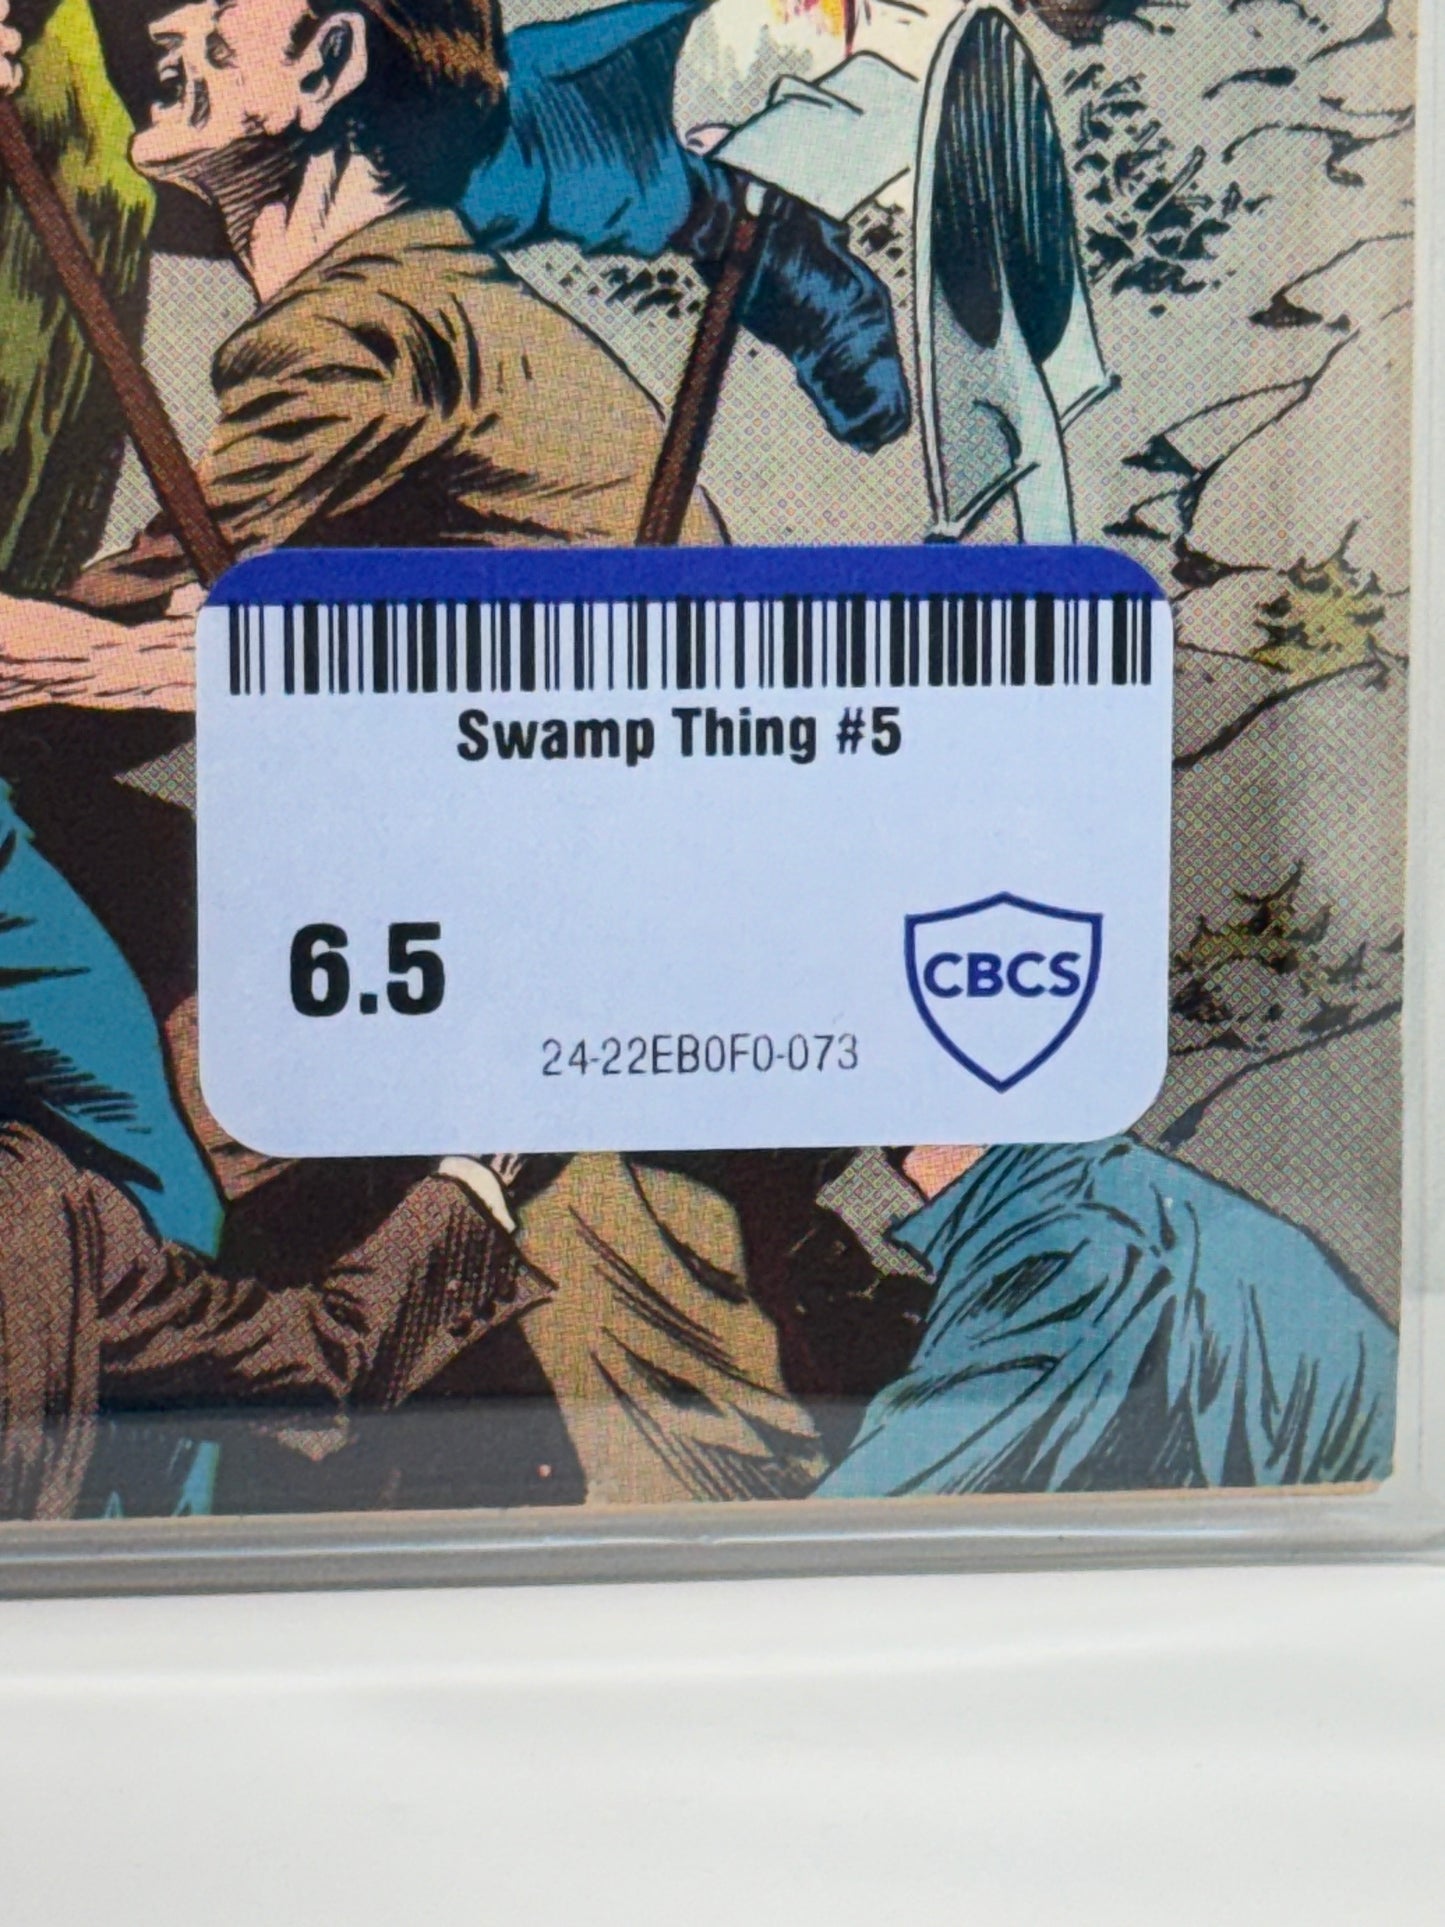 Swamp Thing #5
6.5
CBCS
24-22EB0F0-073